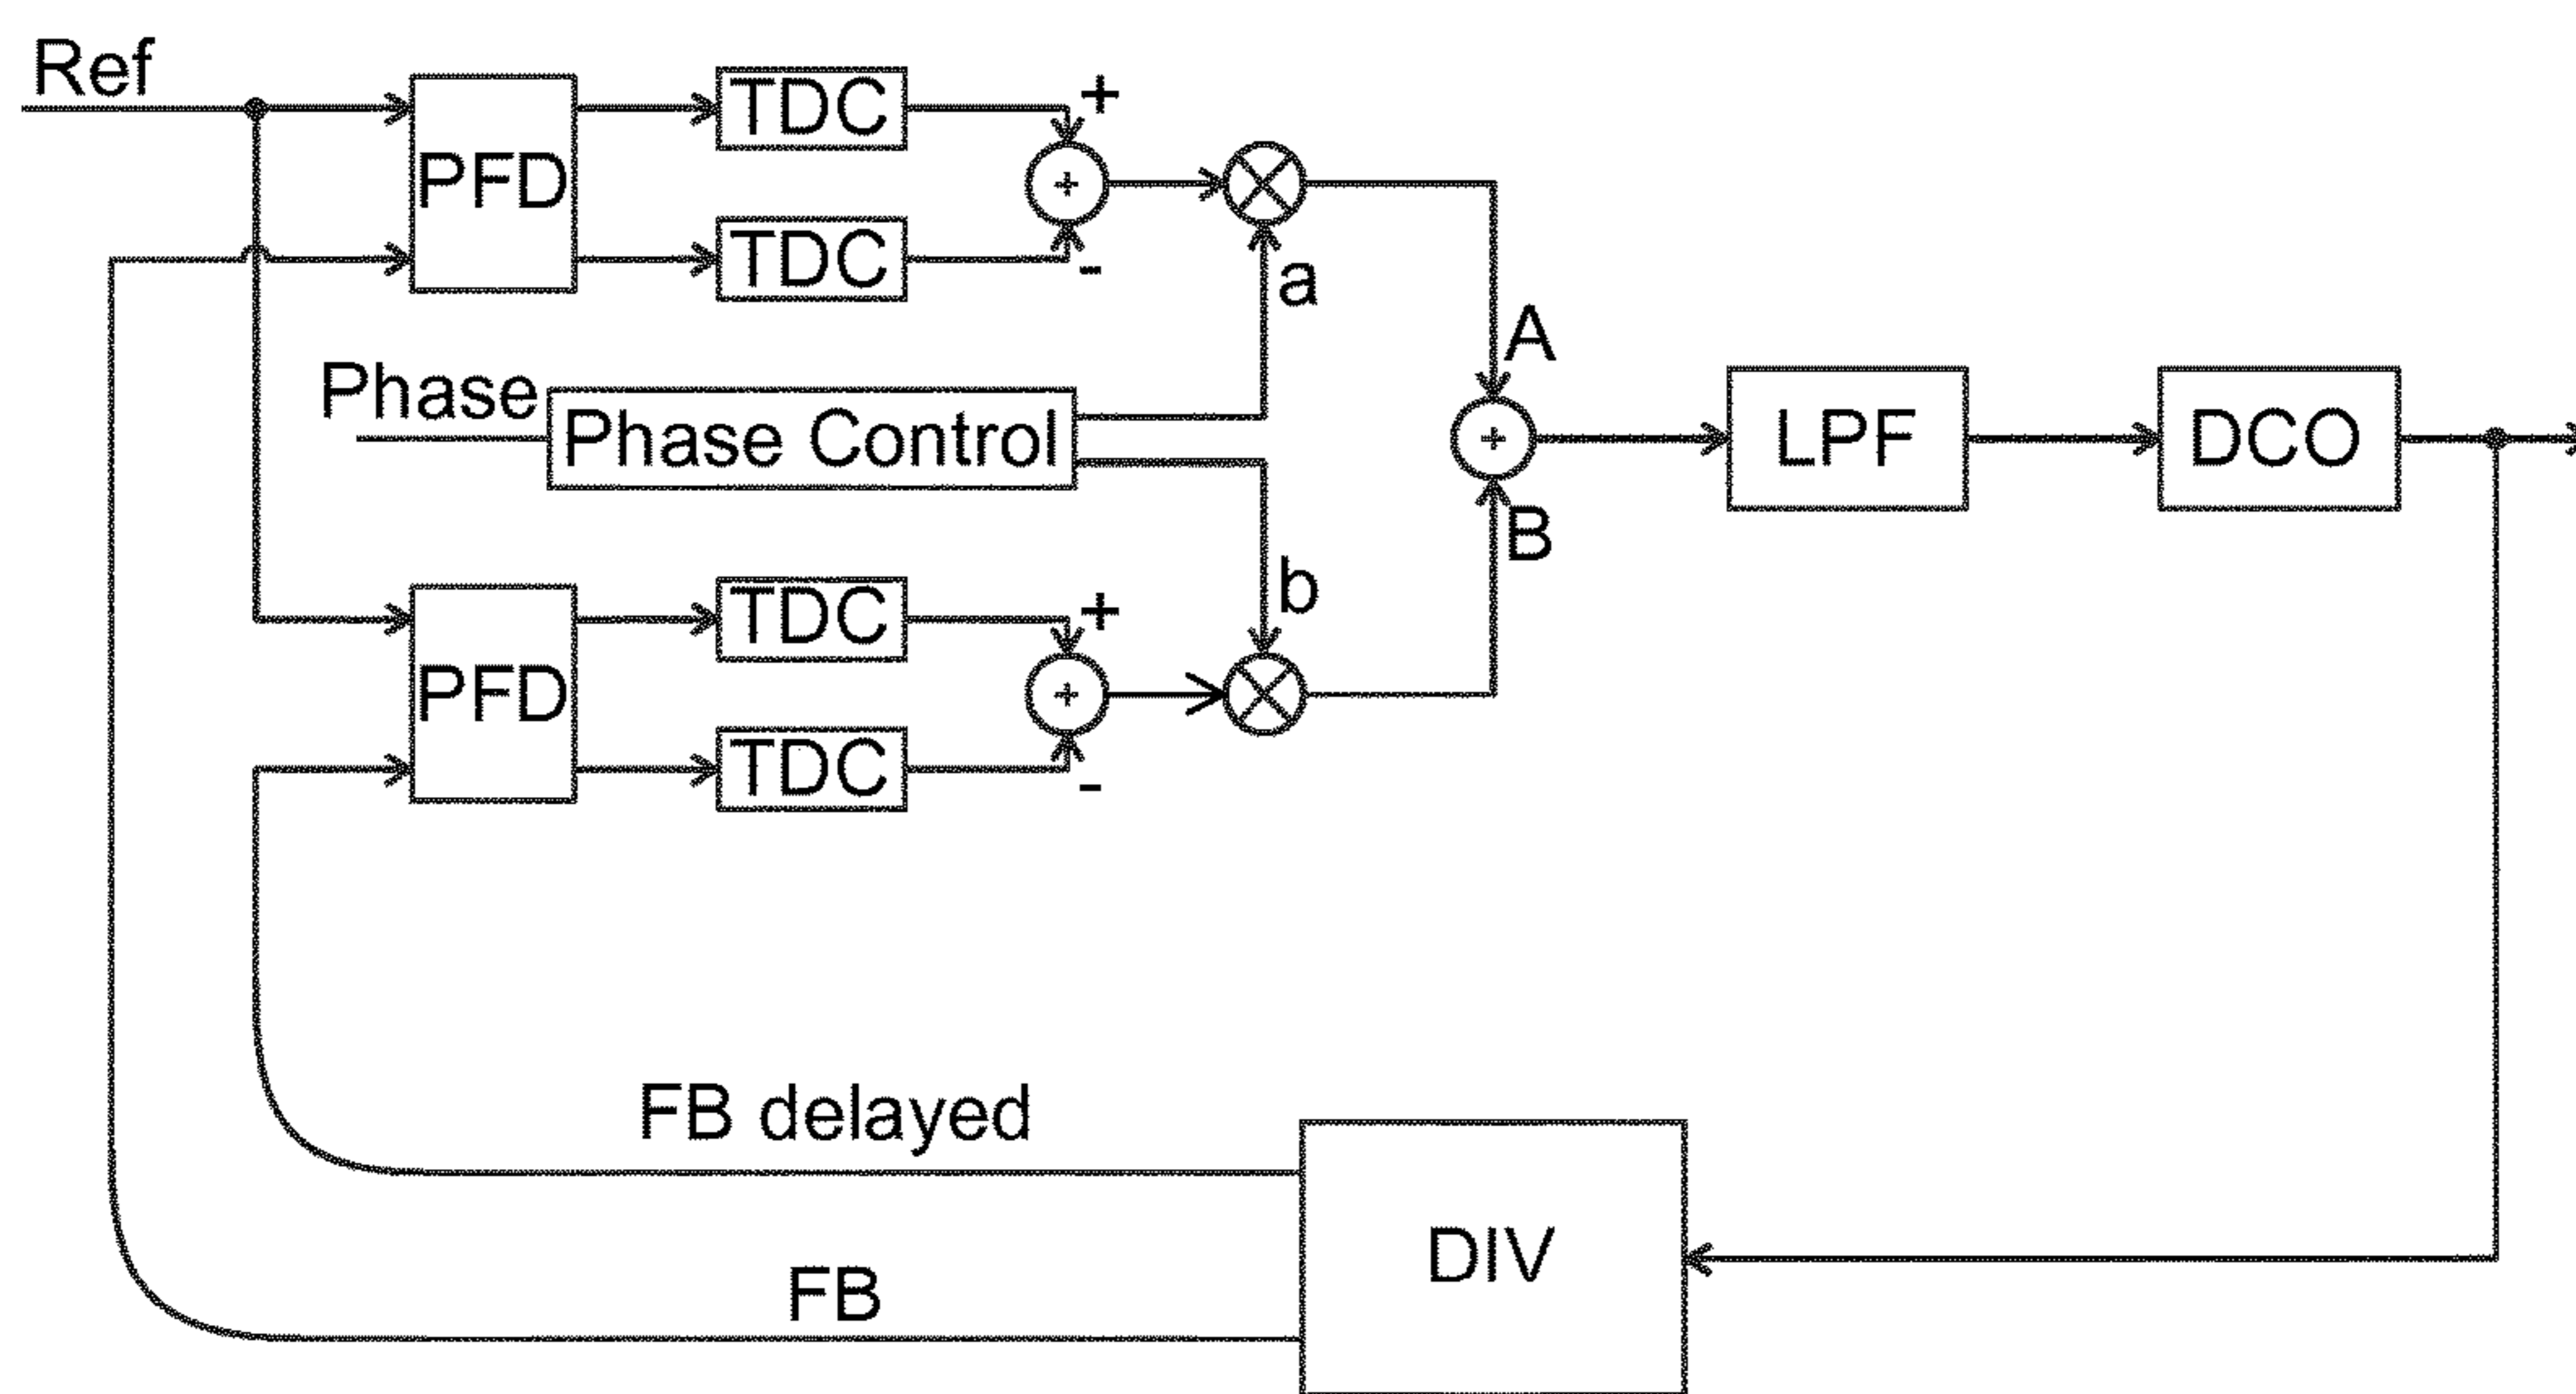 Ref
PFD
TDC
+
TDC
-
a
A
Phase
Phase Control
LPF
DCO
B
b
PFD
TDC
+
TDC
-
FB delayed
FB
DIV